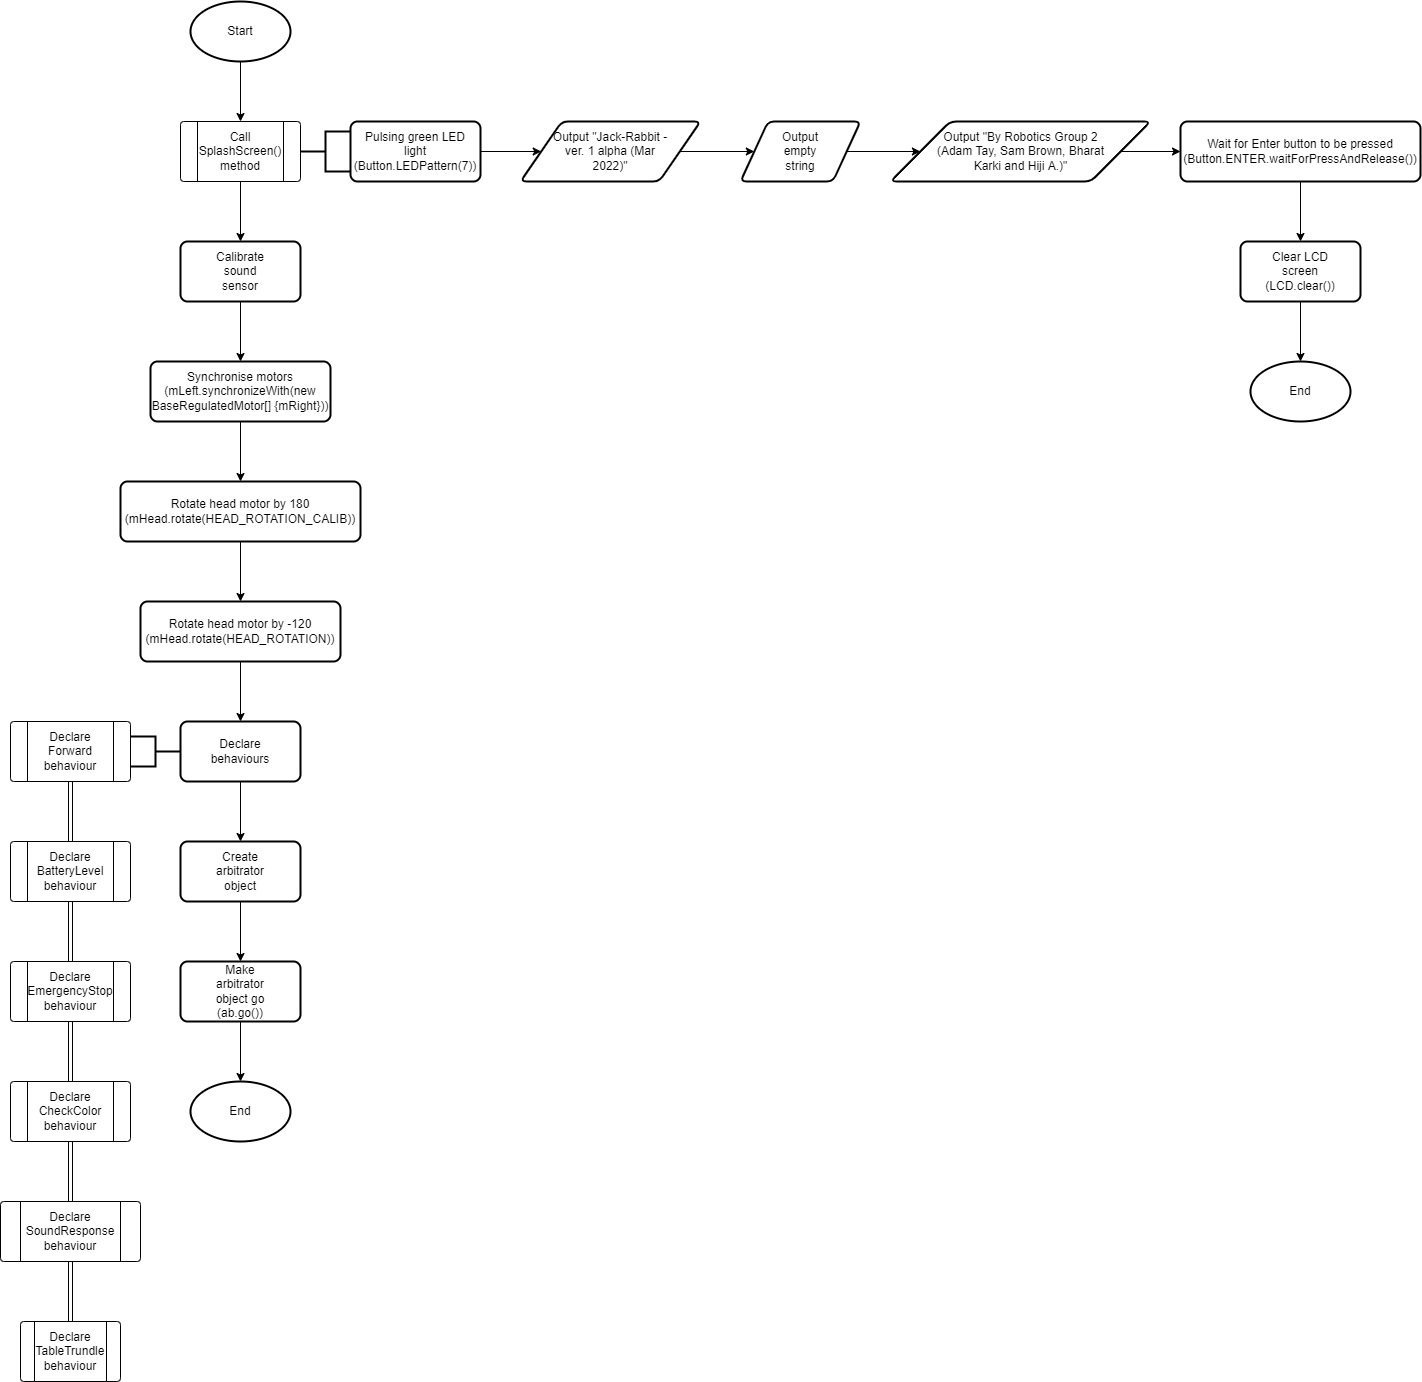 Start
Call
SplashScreen()
method
Pulsing green LED
light
(Button.LEDPattern(7))
Output "Jack-Rabbit -
ver. 1 alpha (Mar
2022)"
Output
empty
string
Output "By Robotics Group 2
(Adam Tay, Sam Brown, Bharat
Karki and Hiji A.)"
Wait for Enter button to be pressed
(Button.ENTER.waitForPressAndRelease())
Calibrate
sound
sensor
Clear LCD
screen
(LCD.clear())
Synchronise motors
(mLeft.synchronizeWith(new
BaseRegulatedMotor[] {mRight}))
End
Rotate head motor by 180
(mHead.rotate(HEAD_ROTATION_CALIB))
Rotate head motor by -120
(mHead.rotate(HEAD_ROTATION))
Declare
Forward
behaviour
Declare
behaviours
Declare
BatteryLevel
behaviour
Create
arbitrator
object
Declare
EmergencyStop
behaviour
Make
arbitrator
object go
(ab.go())
Declare
CheckColor
behaviour
End
Declare
SoundResponse
behaviour
Declare
TableTrundle
behaviour